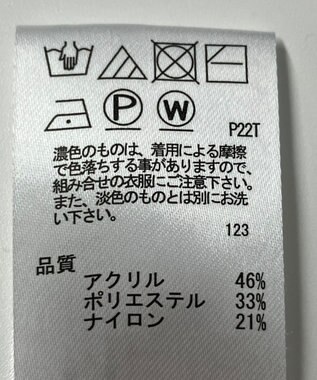 P W
P22T
濃色のものは、着用による摩擦
で色落ちする事がありますので、
組み合せの衣服にご注意下さい。
また、淡色のものとは別にお洗
い下さい。
123
品質
アクリル 46%
ポリエステル 33%
ナイロン 21%